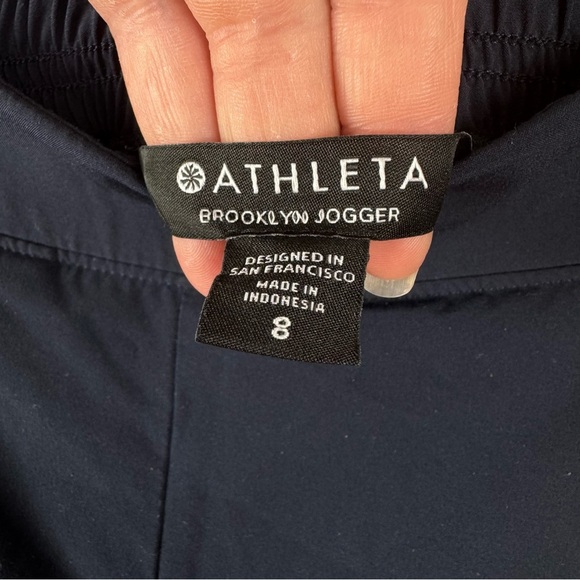 ATHLETA
BROOKLYN JOGGER
DESIGNED IN
SAN FRANCISCO
MADE IN
INDONESIA
8